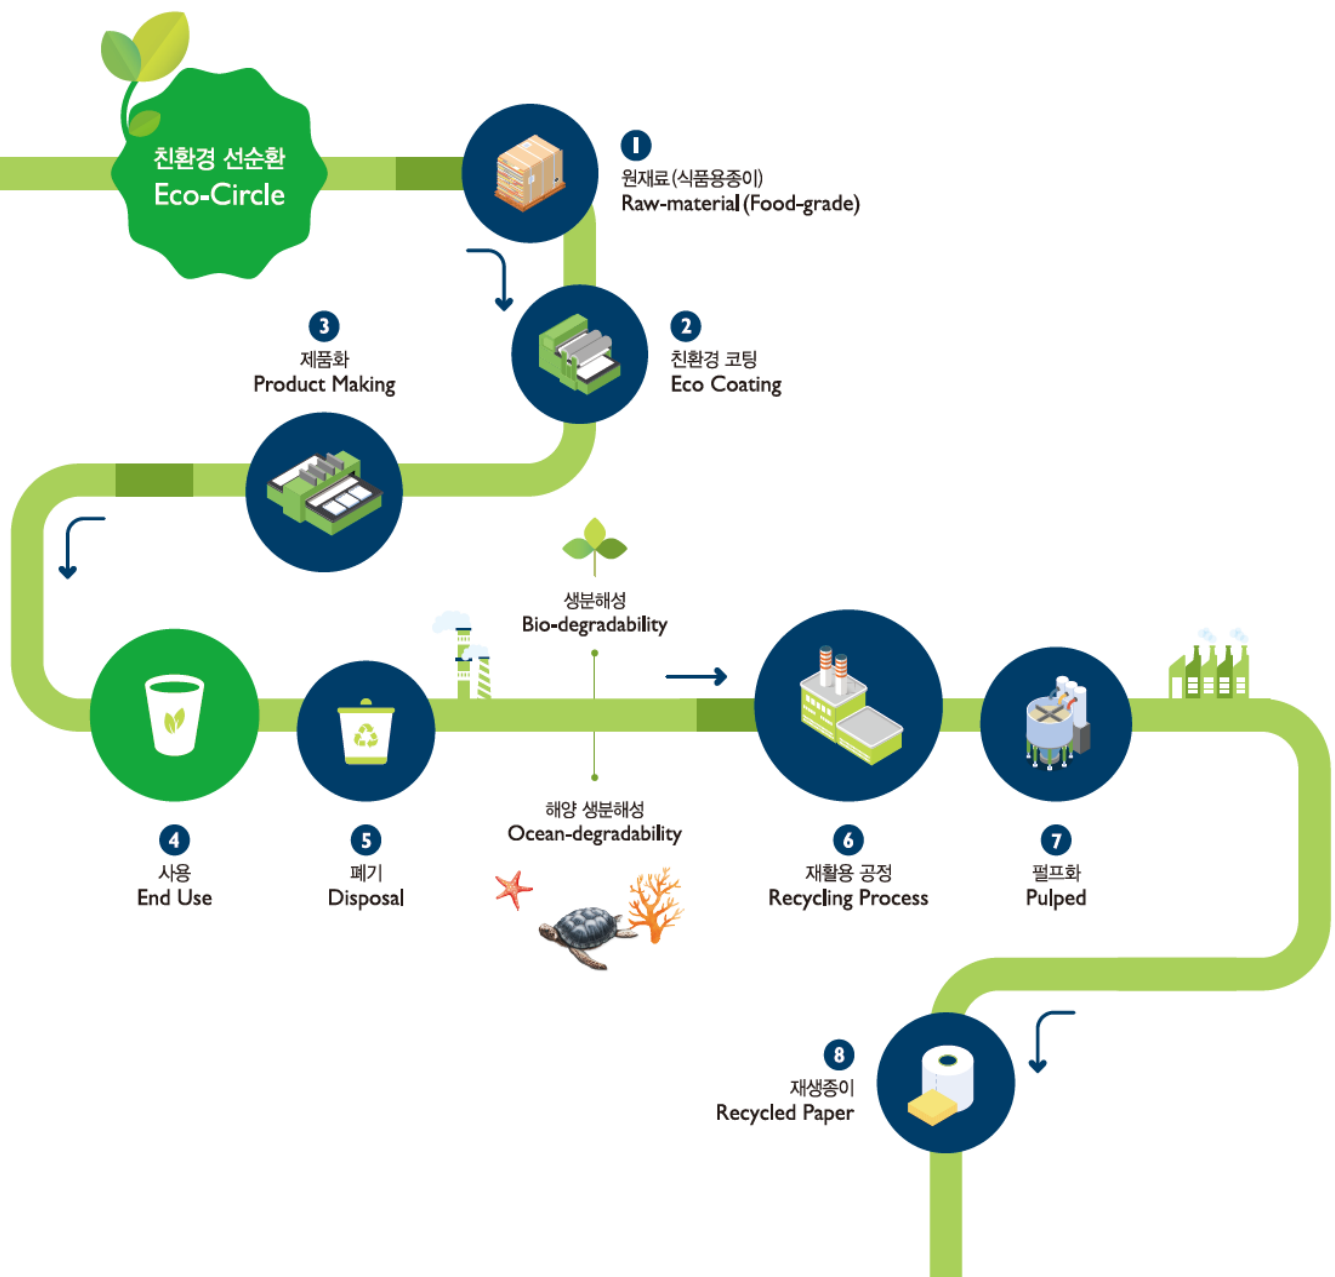 친환경 선순환
Eco-Circle
1
원재료(식품용종이)
Raw-material (Food-grade)
2
친환경 코팅
Eco Coating
3
제품화
Product Making
생분해성
Bio-degradability
해양 생분해성
Ocean-degradability
4
사용
End Use
5
폐기
Disposal
6
재활용 공정
Recycling Process
7
펄프화
Pulped
8
재생종이
Recycled Paper